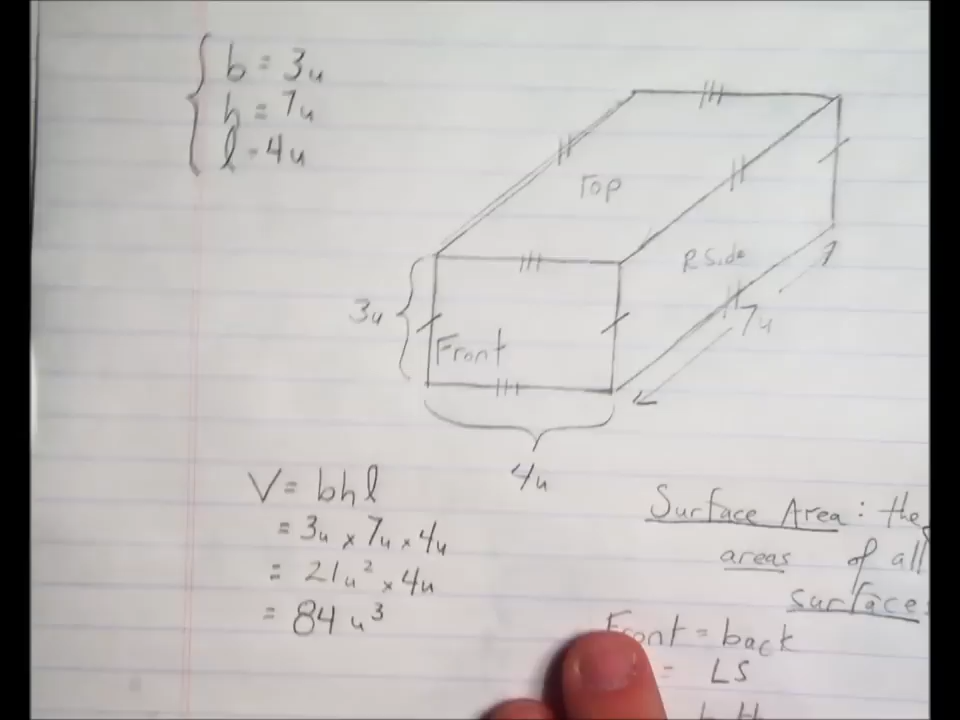 b = 3u
h = 7u
l = 4u
Top
R Side
3u
Front
7u
4u
V = bhl
= 3u x 7u x 4u
= 21u² x 4u
= 84 u³
Surface Area : the
areas of all
surface
Front = back
= LS